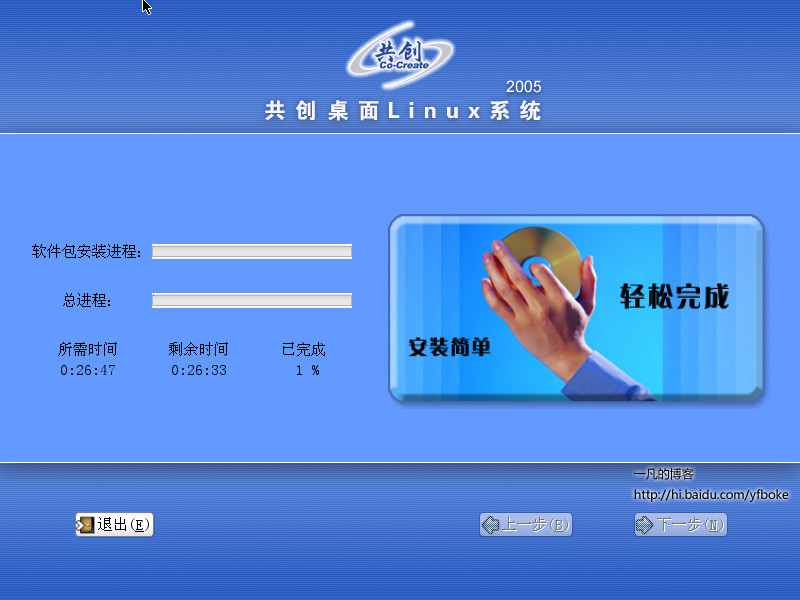 共创
Co-Create
2005
共创桌面Linux系统
软件包安装进程:
总进程:
所需时间 剩余时间 已完成
0:26:47 0:26:33 1 %
轻松完成
安装简单
一凡的博客
http://hi.baidu.com/yfboke
退出(E) 上一步(B) 下一步(N)